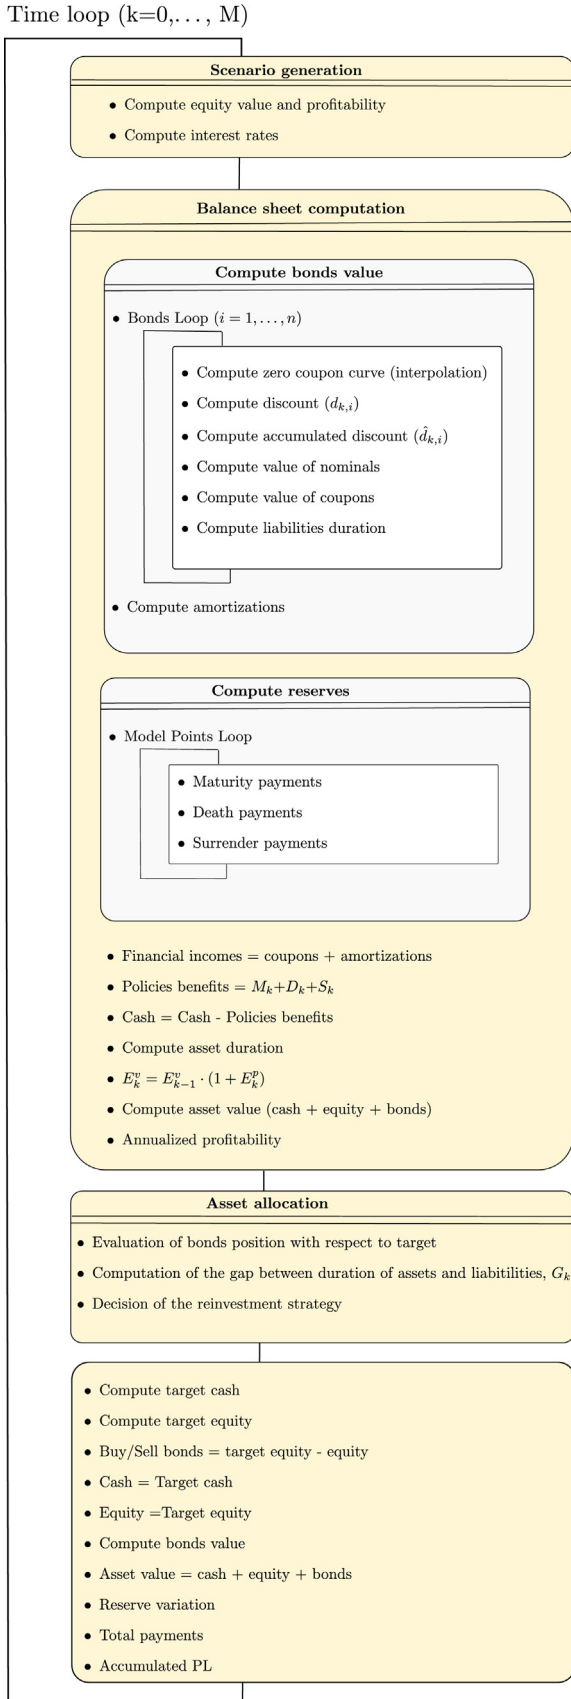 Time loop (k=0,..., M)
Scenario generation
• Compute equity value and profitability
• Compute interest rates
Balance sheet computation
Compute bonds value
• Bonds Loop (i = 1, . . . , n)
• Compute zero coupon curve (interpolation)
• Compute discount (d_{k,i})
• Compute accumulated discount (\hat{d}_{k,i})
• Compute value of nominals
• Compute value of coupons
• Compute liabilities duration
• Compute amortizations
Compute reserves
• Model Points Loop
• Maturity payments
• Death payments
• Surrender payments
• Financial incomes = coupons + amortizations
• Policies benefits = M_k+D_k+S_k
• Cash = Cash - Policies benefits
• Compute asset duration
• E_k^v = E_{k-1}^v · (1 + E_k^p)
• Compute asset value (cash + equity + bonds)
• Annualized profitability
Asset allocation
• Evaluation of bonds position with respect to target
• Computation of the gap between duration of assets and liabitilities, G_k
• Decision of the reinvestment strategy
• Compute target cash
• Compute target equity
• Buy/Sell bonds = target equity - equity
• Cash = Target cash
• Equity =Target equity
• Compute bonds value
• Asset value = cash + equity + bonds
• Reserve variation
• Total payments
• Accumulated PL